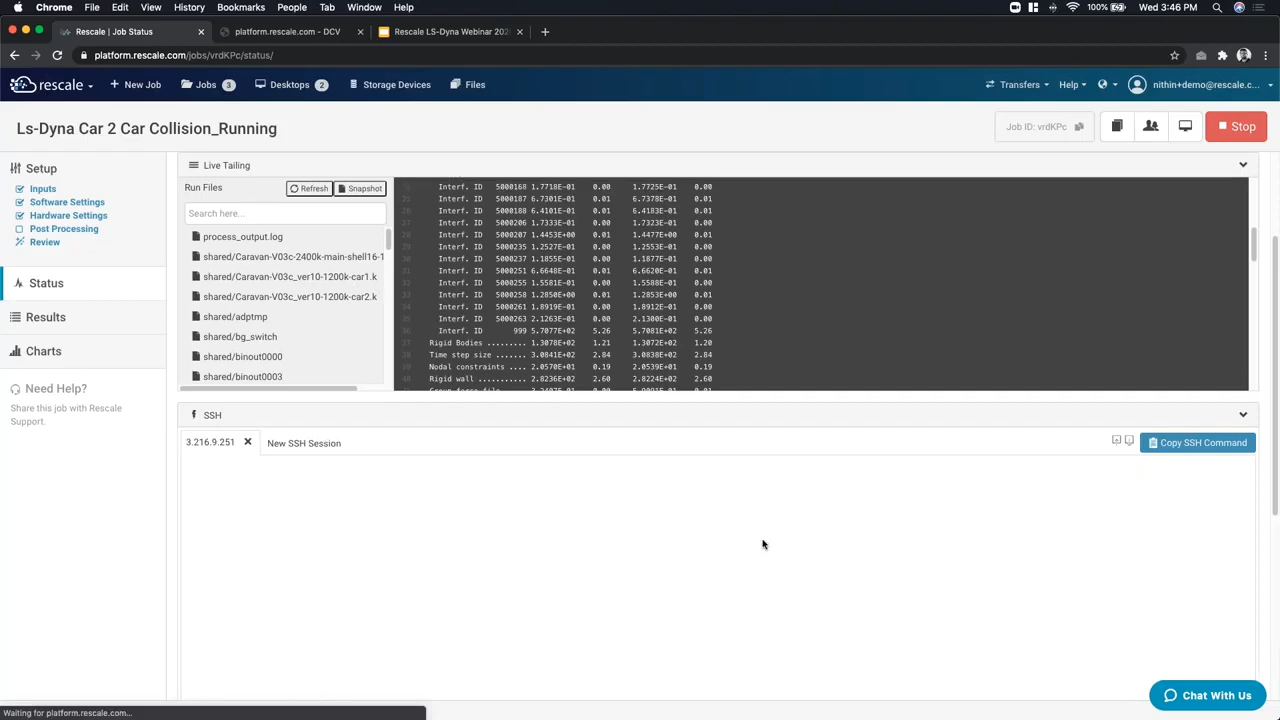 Chrome File Edit View History Bookmarks People Tab Window Help 100% Wed 3:46 PM
Rescale | Job Status platform.rescale.com - DCV Rescale LS-Dyna Webinar 202
platform.rescale.com/jobs/vrdKPc/status/
rescale New Job Jobs 3 Desktops 2 Storage Devices Files Transfers Help nithin+demo@rescale.c...
Ls-Dyna Car 2 Car Collision_Running Job ID: vrdKPc Stop
Setup
Inputs
Software Settings
Hardware Settings
Post Processing
Review
Status
Results
Charts
Need Help?
Share this job with Rescale
Support.
Live Tailing
Run Files Refresh Snapshot
Search here...
process_output.log
shared/Caravan-V03c-2400k-main-shell16-1
shared/Caravan-V03c_ver10-1200k-car1.k
shared/Caravan-V03c_ver10-1200k-car2.k
shared/adptmp
shared/bg_switch
shared/binout0000
shared/binout0003
Interf. ID 5000168 1.7718E-01 0.00 1.7725E-01 0.00
Interf. ID 5000187 6.7301E-01 0.01 6.7378E-01 0.01
Interf. ID 5000188 6.4101E-01 0.01 6.4183E-01 0.01
Interf. ID 5000206 1.7333E-01 0.00 1.7323E-01 0.00
Interf. ID 5000207 1.4453E+00 0.01 1.4477E+00 0.01
Interf. ID 5000235 1.2527E-01 0.00 1.2553E-01 0.00
Interf. ID 5000237 1.1855E-01 0.00 1.1877E-01 0.00
Interf. ID 5000251 6.6648E-01 0.01 6.6620E-01 0.01
Interf. ID 5000255 1.5581E-01 0.00 1.5588E-01 0.00
Interf. ID 5000258 1.2850E+00 0.01 1.2853E+00 0.01
Interf. ID 5000261 1.8919E-01 0.00 1.8912E-01 0.00
Interf. ID 5000263 2.1263E-01 0.00 2.1300E-01 0.00
36 Interf. ID 999 5.7077E+02 5.26 5.7081E+02 5.26
37 Rigid Bodies ......... 1.3078E+02 1.21 1.3072E+02 1.20
38 Time step size ....... 3.0841E+02 2.84 3.0838E+02 2.84
39 Nodal constraints .... 2.0570E+01 0.19 2.0539E+01 0.19
Rigid wall ........... 2.8236E+02 2.60 2.8224E+02 2.60
SSH
3.216.9.251 New SSH Session Copy SSH Command
Chat With Us
Waiting for platform.rescale.com...